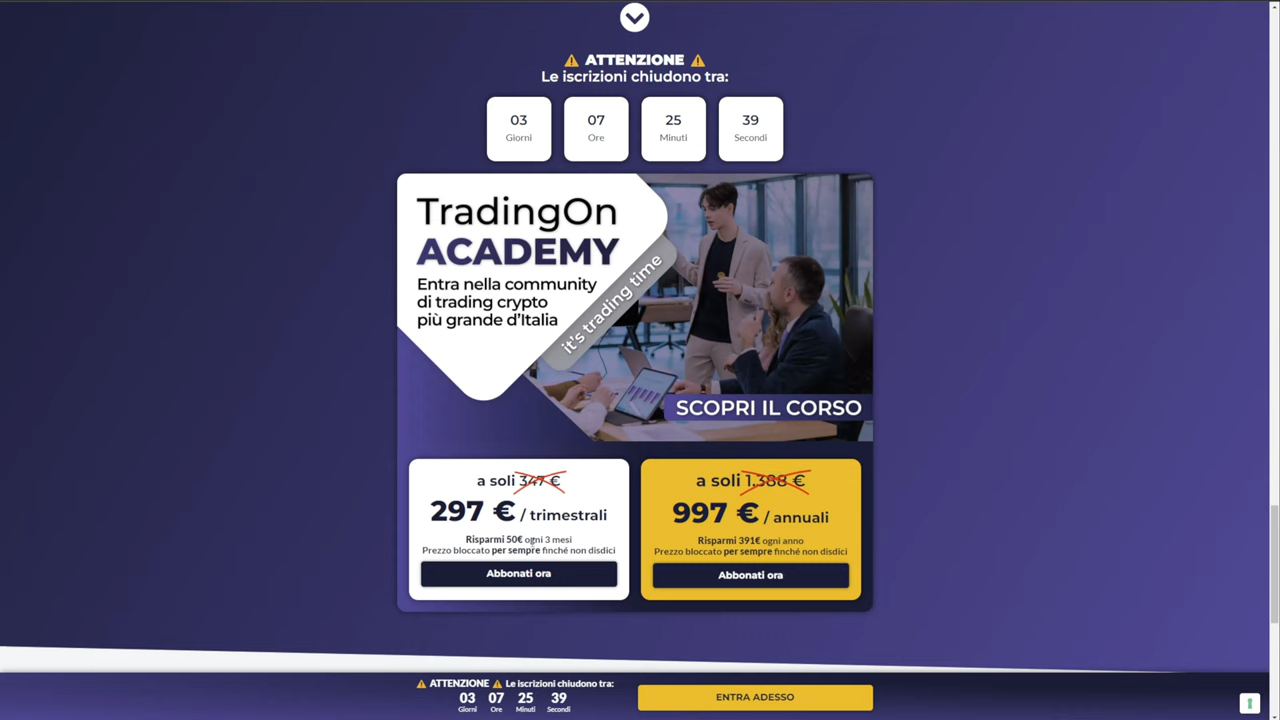 ATTENZIONE
Le iscrizioni chiudono tra:
03 07 25 39
Giorni Ore Minuti Secondi
TradingOn
ACADEMY
Entra nella community
di trading crypto
più grande d'Italia
it's trading time
SCOPRI IL CORSO
a soli 347 €
297 € / trimestrali
Risparmi 50€ ogni 3 mesi
Prezzo bloccato per sempre finché non disdici
Abbonati ora
a soli 1.388 €
997 € / annuali
Risparmi 391€ ogni anno
Prezzo bloccato per sempre finché non disdici
Abbonati ora
ATTENZIONE Le iscrizioni chiudono tra:
03 07 25 39
Giorni Ore Minuti Secondi
ENTRA ADESSO